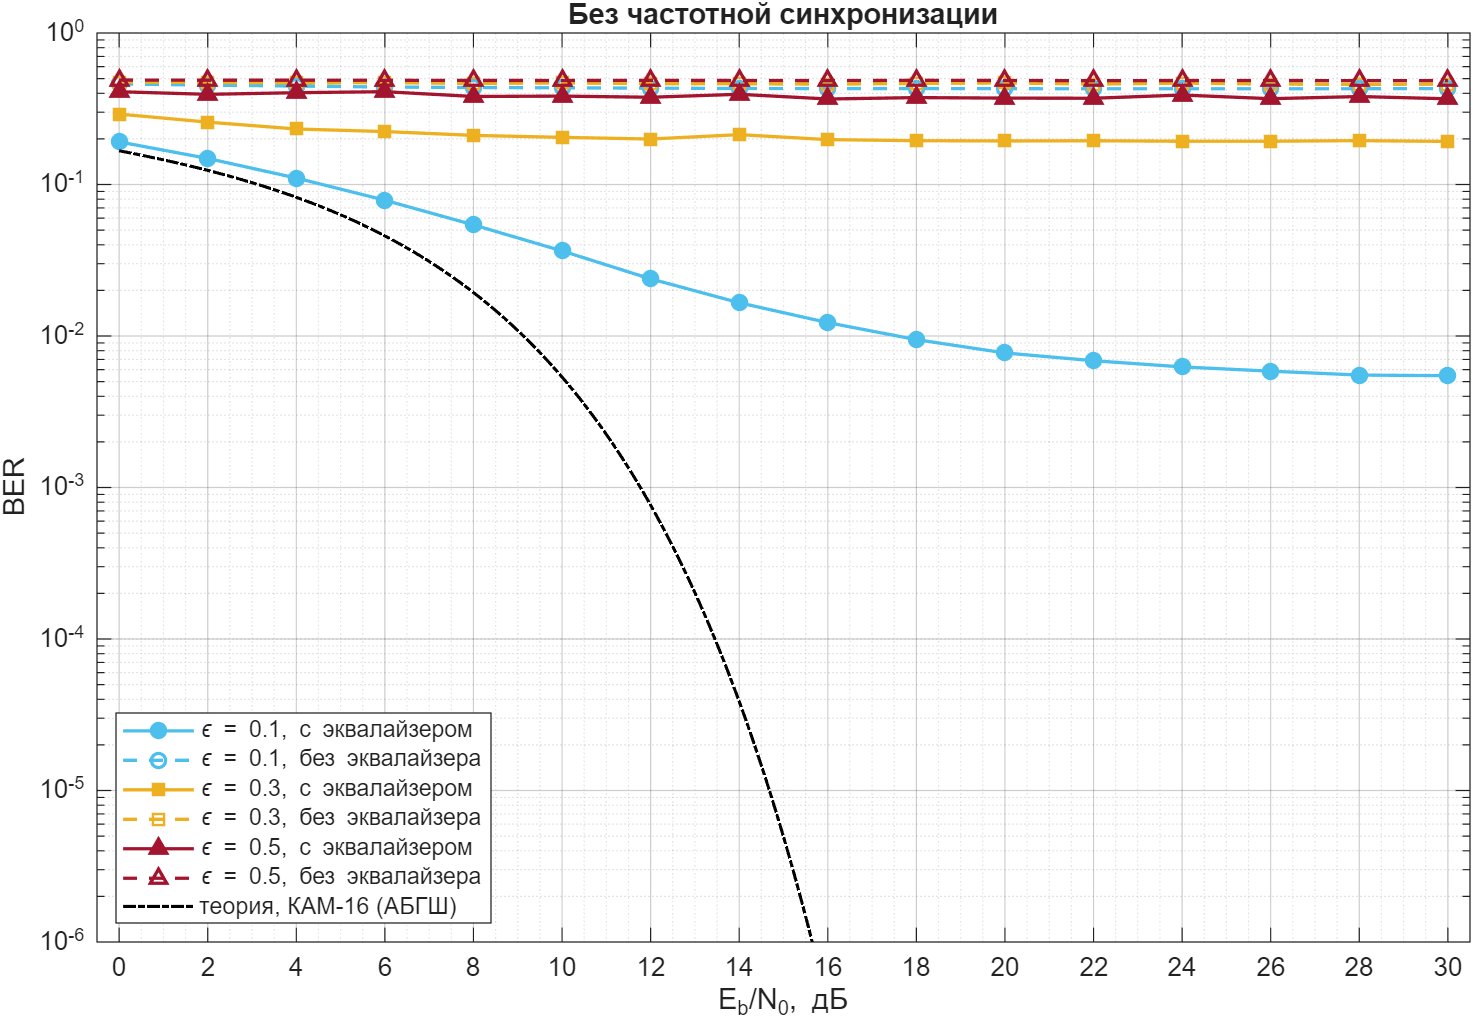 Без частотной синхронизации
10^0
10^-1
10^-2
10^-3
10^-4
10^-5
10^-6
BER
ϵ = 0.1, с эквалайзером
ϵ = 0.1, без эквалайзера
ϵ = 0.3, с эквалайзером
ϵ = 0.3, без эквалайзера
ϵ = 0.5, с эквалайзером
ϵ = 0.5, без эквалайзера
теория, КАМ-16 (АБГШ)
0 2 4 6 8 10 12 14 16 18 20 22 24 26 28 30
E_b/N_0, дБ